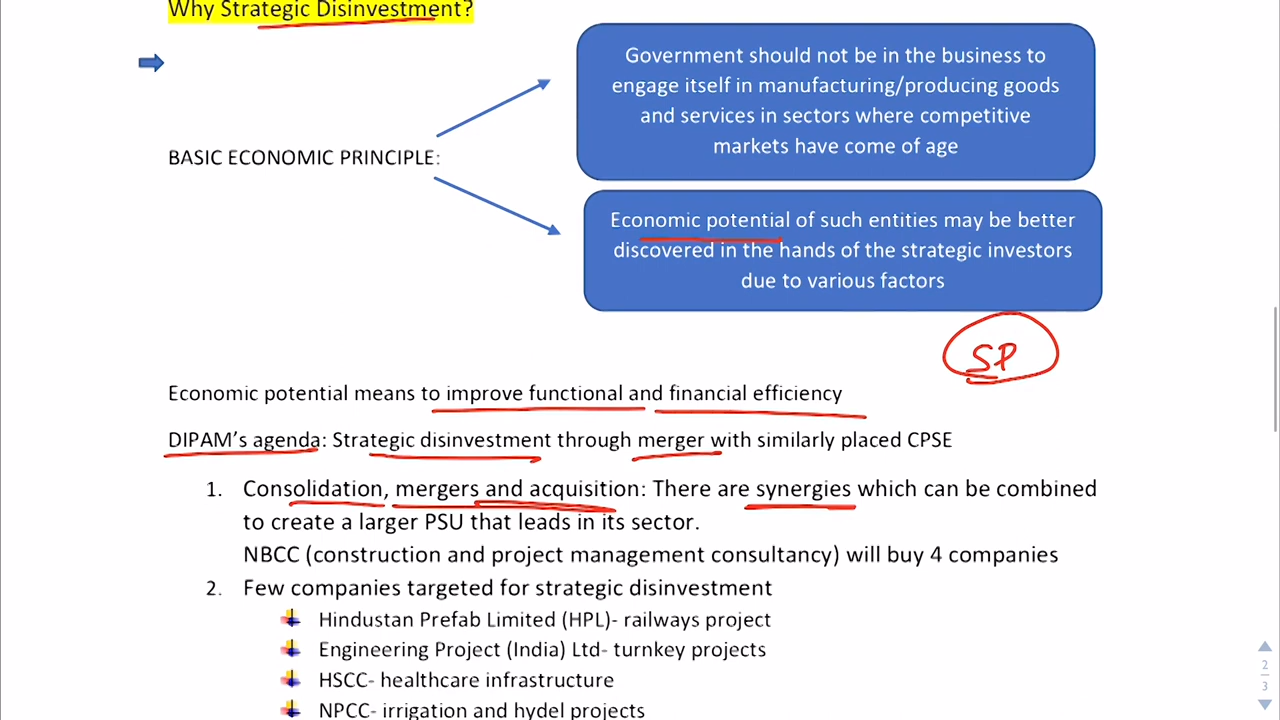 Why Strategic Disinvestment?
Government should not be in the business to
engage itself in manufacturing/producing goods
and services in sectors where competitive
markets have come of age
BASIC ECONOMIC PRINCIPLE:
Economic potential of such entities may be better
discovered in the hands of the strategic investors
due to various factors
SP
Economic potential means to improve functional and financial efficiency
DIPAM's agenda: Strategic disinvestment through merger with similarly placed CPSE
1. Consolidation, mergers and acquisition: There are synergies which can be combined
to create a larger PSU that leads in its sector.
NBCC (construction and project management consultancy) will buy 4 companies
2. Few companies targeted for strategic disinvestment
Hindustan Prefab Limited (HPL)- railways project
Engineering Project (India) Ltd- turnkey projects
HSCC- healthcare infrastructure
NPCC- irrigation and hydel projects
2
3